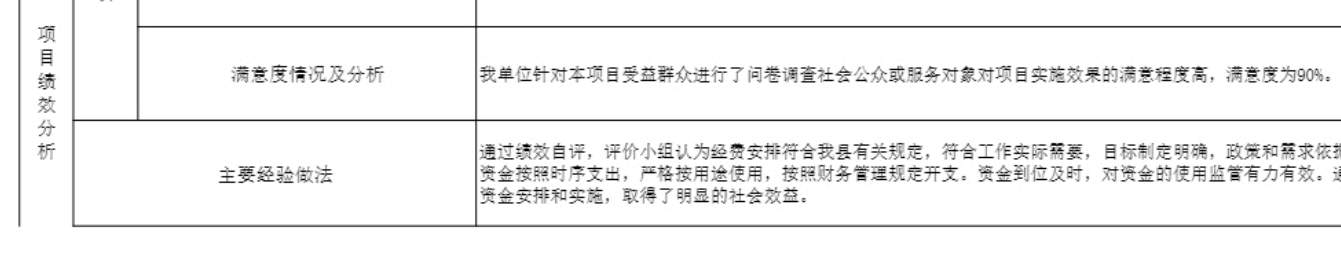 项目绩效分析
满意度情况及分析
我单位针对本项目受益群众进行了问卷调查社会公众或服务对象对项目实施效果的满意程度高，满意度为90%。
主要经验做法
通过绩效自评，评价小组认为经费安排符合我县有关规定，符合工作实际需要，目标制定明确，政策和需求依
资金按照时序支出，严格按用途使用，按照财务管理规定开支。资金到位及时，对资金的使用监管有力有效。
资金安排和实施，取得了明显的社会效益。